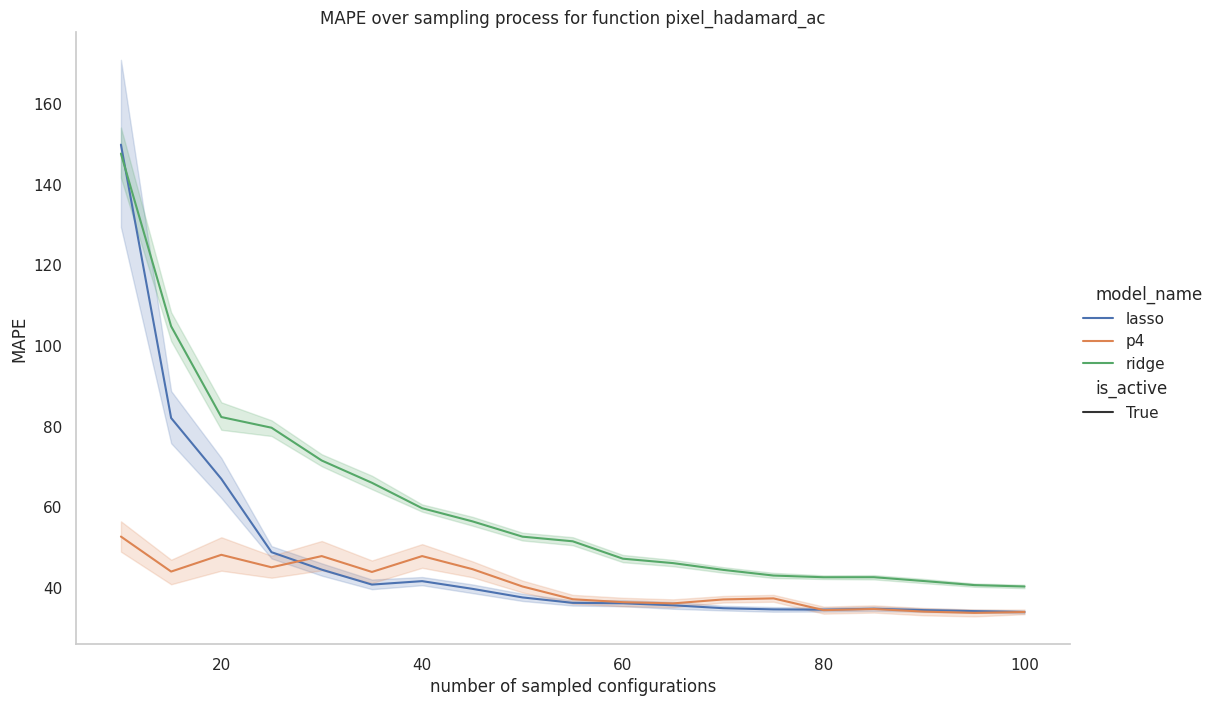 MAPE over sampling process for function pixel_hadamard_ac
MAPE
160
140
120
100
80
60
40
20 40 60 80 100
number of sampled configurations
model_name
lasso
p4
ridge
is_active
True